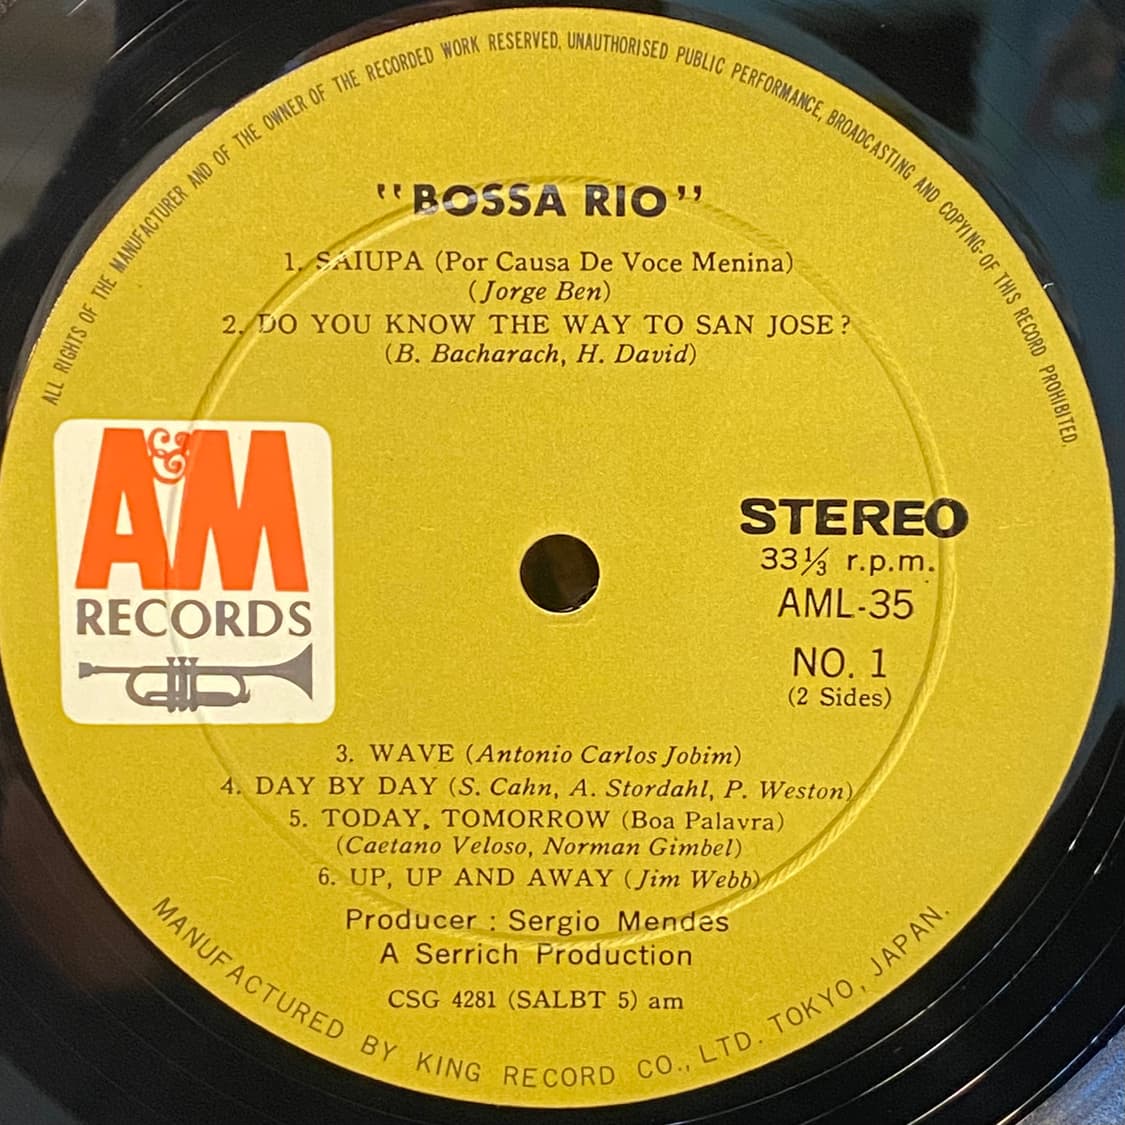 ALL RIGHTS OF THE MANUFACTURER AND OF THE OWNER OF THE RECORDED WORK RESERVED, UNAUTHORISED PUBLIC PERFORMANCE, BROADCASTING AND COPYING- OF THIS RECORD PROHIBITED.
"BOSSA RIO"
1. SAIUPA (Por Causa De Voce Menina)
(Jorge Ben)
2. DO YOU KNOW THE WAY TO SAN JOSE?
(B. Bacharach, H. David)
A&M
RECORDS
STEREO
33⅓ r.p.m.
AML-35
NO. 1
(2 Sides)
3. WAVE (Antonio Carlos Jobim)
4. DAY BY DAY (S. Cahn, A. Stordahl, P. Weston)
5. TODAY, TOMORROW (Boa Palavra)
(Caetano Veloso, Norman Gimbel)
6. UP, UP AND AWAY (Jim Webb)
Producer : Sergio Mendes
A Serrich Production
CSG 4281 (SALBT 5) am
MANUFACTURED BY KING RECORD CO., LTD. TOKYO, JAPAN.